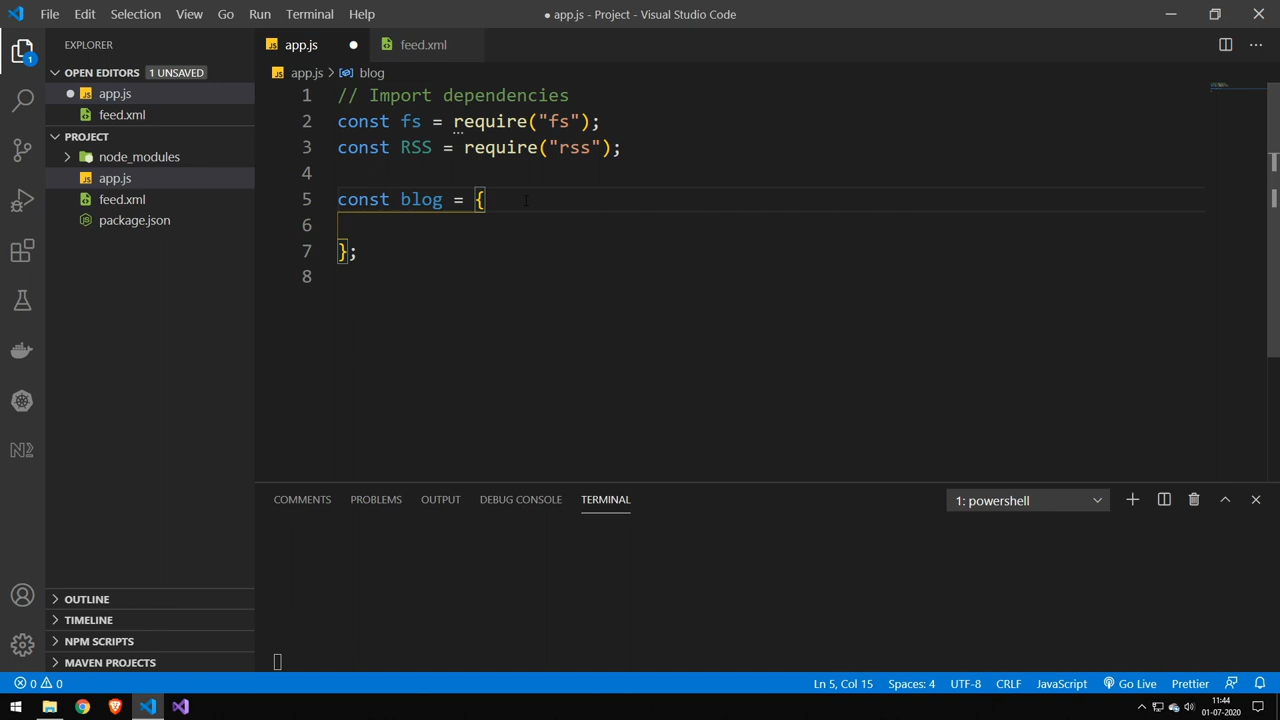 File Edit Selection View Go Run Terminal Help ● app.js - Project - Visual Studio Code
EXPLORER
app.js ●
feed.xml
OPEN EDITORS 1 UNSAVED
● app.js
feed.xml
PROJECT
node_modules
app.js
feed.xml
package.json
OUTLINE
TIMELINE
NPM SCRIPTS
MAVEN PROJECTS
JS app.js > blog
1 // Import dependencies
2 const fs = require("fs");
3 const RSS = require("rss");
4
5 const blog = {
6
7 };
8
COMMENTS PROBLEMS OUTPUT DEBUG CONSOLE TERMINAL 1: powershell
0 0 Ln 5, Col 15 Spaces: 4 UTF-8 CRLF JavaScript Go Live Prettier
11:44
01-07-2020